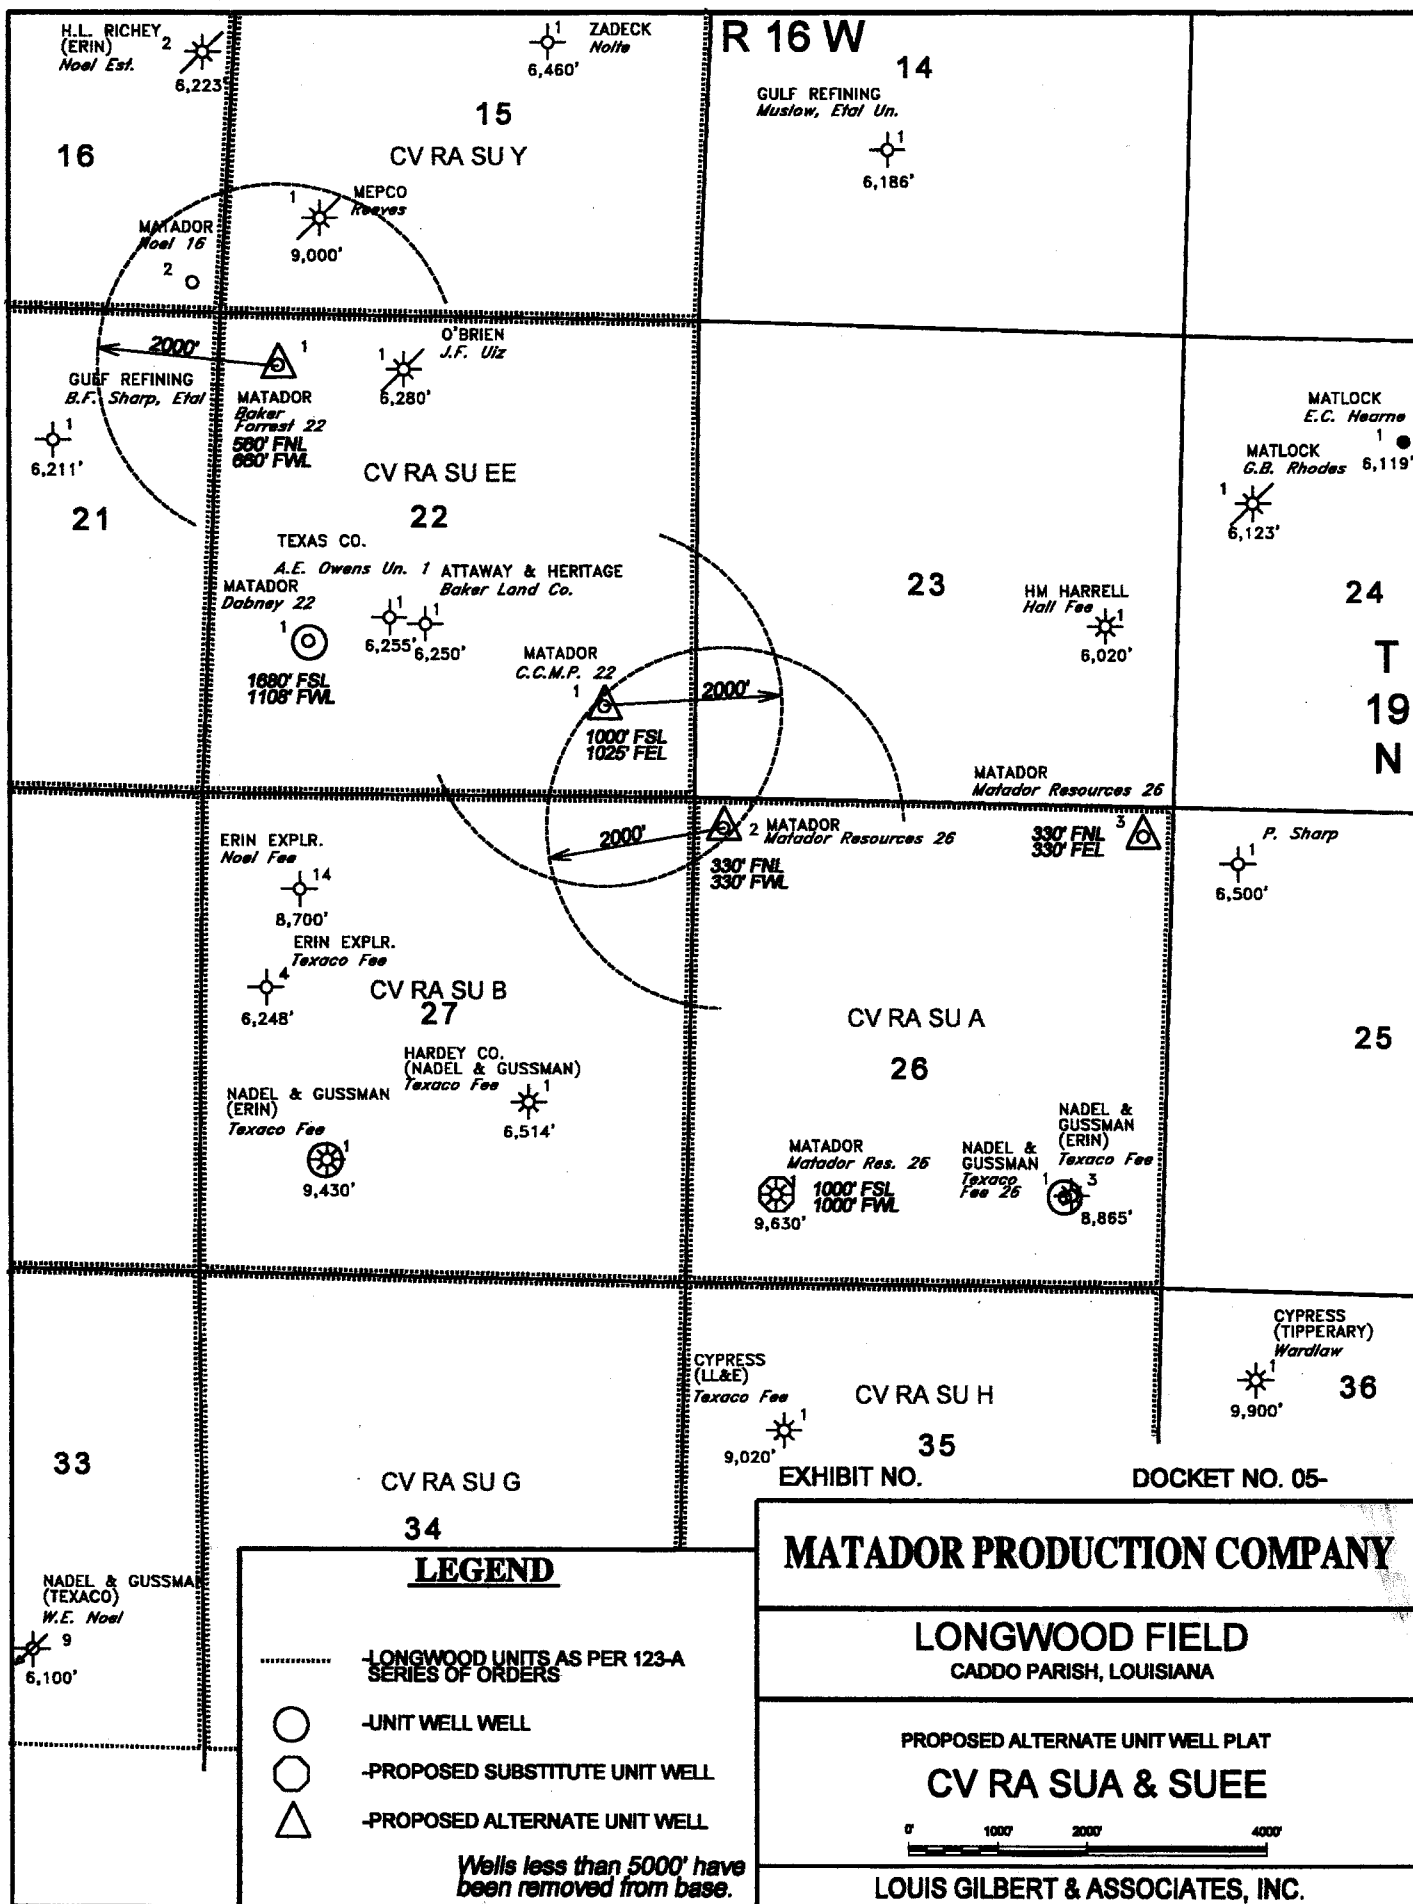 H.L. RICHEY
(ERIN)
Noel Est.
2
6,223'
1
ZADECK
Nolte
6,460'
R 16 W
14
GULF REFINING
Muslow, Etal Un.
1
6,186'
15
CV RA SU Y
16
1
MEPCO
Reeves
9,000'
MATADOR
Noel 16
2
2000'
1
GULF REFINING
B.F. Sharp, Etal
1
6,211'
21
MATADOR
Baker
Forrest 22
560' FNL
660' FWL
O'BRIEN
J.F. Uiz
1
6,280'
CV RA SU EE
22
TEXAS CO.
A.E. Owens Un. 1
ATTAWAY & HERITAGE
Baker Land Co.
1
6,255'
1
6,250'
MATADOR
Dabney 22
1
1680' FSL
1108' FWL
MATADOR
C.C.M.P. 22
1
2000'
1000' FSL
1025' FEL
23
HM HARRELL
Hall Fee
1
6,020'
MATLOCK
E.C. Hearne
1
6,119'
MATLOCK
G.B. Rhodes
1
6,123'
24
T
19
N
MATADOR
Matador Resources 26
330' FNL
330' FEL
3
2000'
2
MATADOR
Matador Resources 26
330' FNL
330' FWL
P. Sharp
1
6,500'
ERIN EXPLR.
Noel Fee
14
8,700'
ERIN EXPLR.
Texaco Fee
4
6,248'
CV RA SU B
27
HARDEY CO.
(NADEL & GUSSMAN)
Texaco Fee
1
6,514'
NADEL & GUSSMAN
(ERIN)
Texaco Fee
1
9,430'
CV RA SU A
26
25
MATADOR
Matador Res. 26
1
1000' FSL
1000' FWL
9,630'
NADEL &
GUSSMAN
Texaco
Fee 26
1
NADEL &
GUSSMAN
(ERIN)
Texaco Fee
3
8,865'
CYPRESS
(LL&E)
Texaco Fee
1
9,020'
CV RA SU H
35
CYPRESS
(TIPPERARY)
Wardlaw
1
9,900'
36
33
CV RA SU G
34
NADEL & GUSSMAN
(TEXACO)
W.E. Noel
9
6,100'
EXHIBIT NO.
DOCKET NO. 05-
LEGEND
-LONGWOOD UNITS AS PER 123-A
SERIES OF ORDERS
-UNIT WELL WELL
-PROPOSED SUBSTITUTE UNIT WELL
-PROPOSED ALTERNATE UNIT WELL
Wells less than 5000' have
been removed from base.
MATADOR PRODUCTION COMPANY
LONGWOOD FIELD
CADDO PARISH, LOUISIANA
PROPOSED ALTERNATE UNIT WELL PLAT
CV RA SUA & SUEE
0' 1000' 2000' 4000'
LOUIS GILBERT & ASSOCIATES, INC.